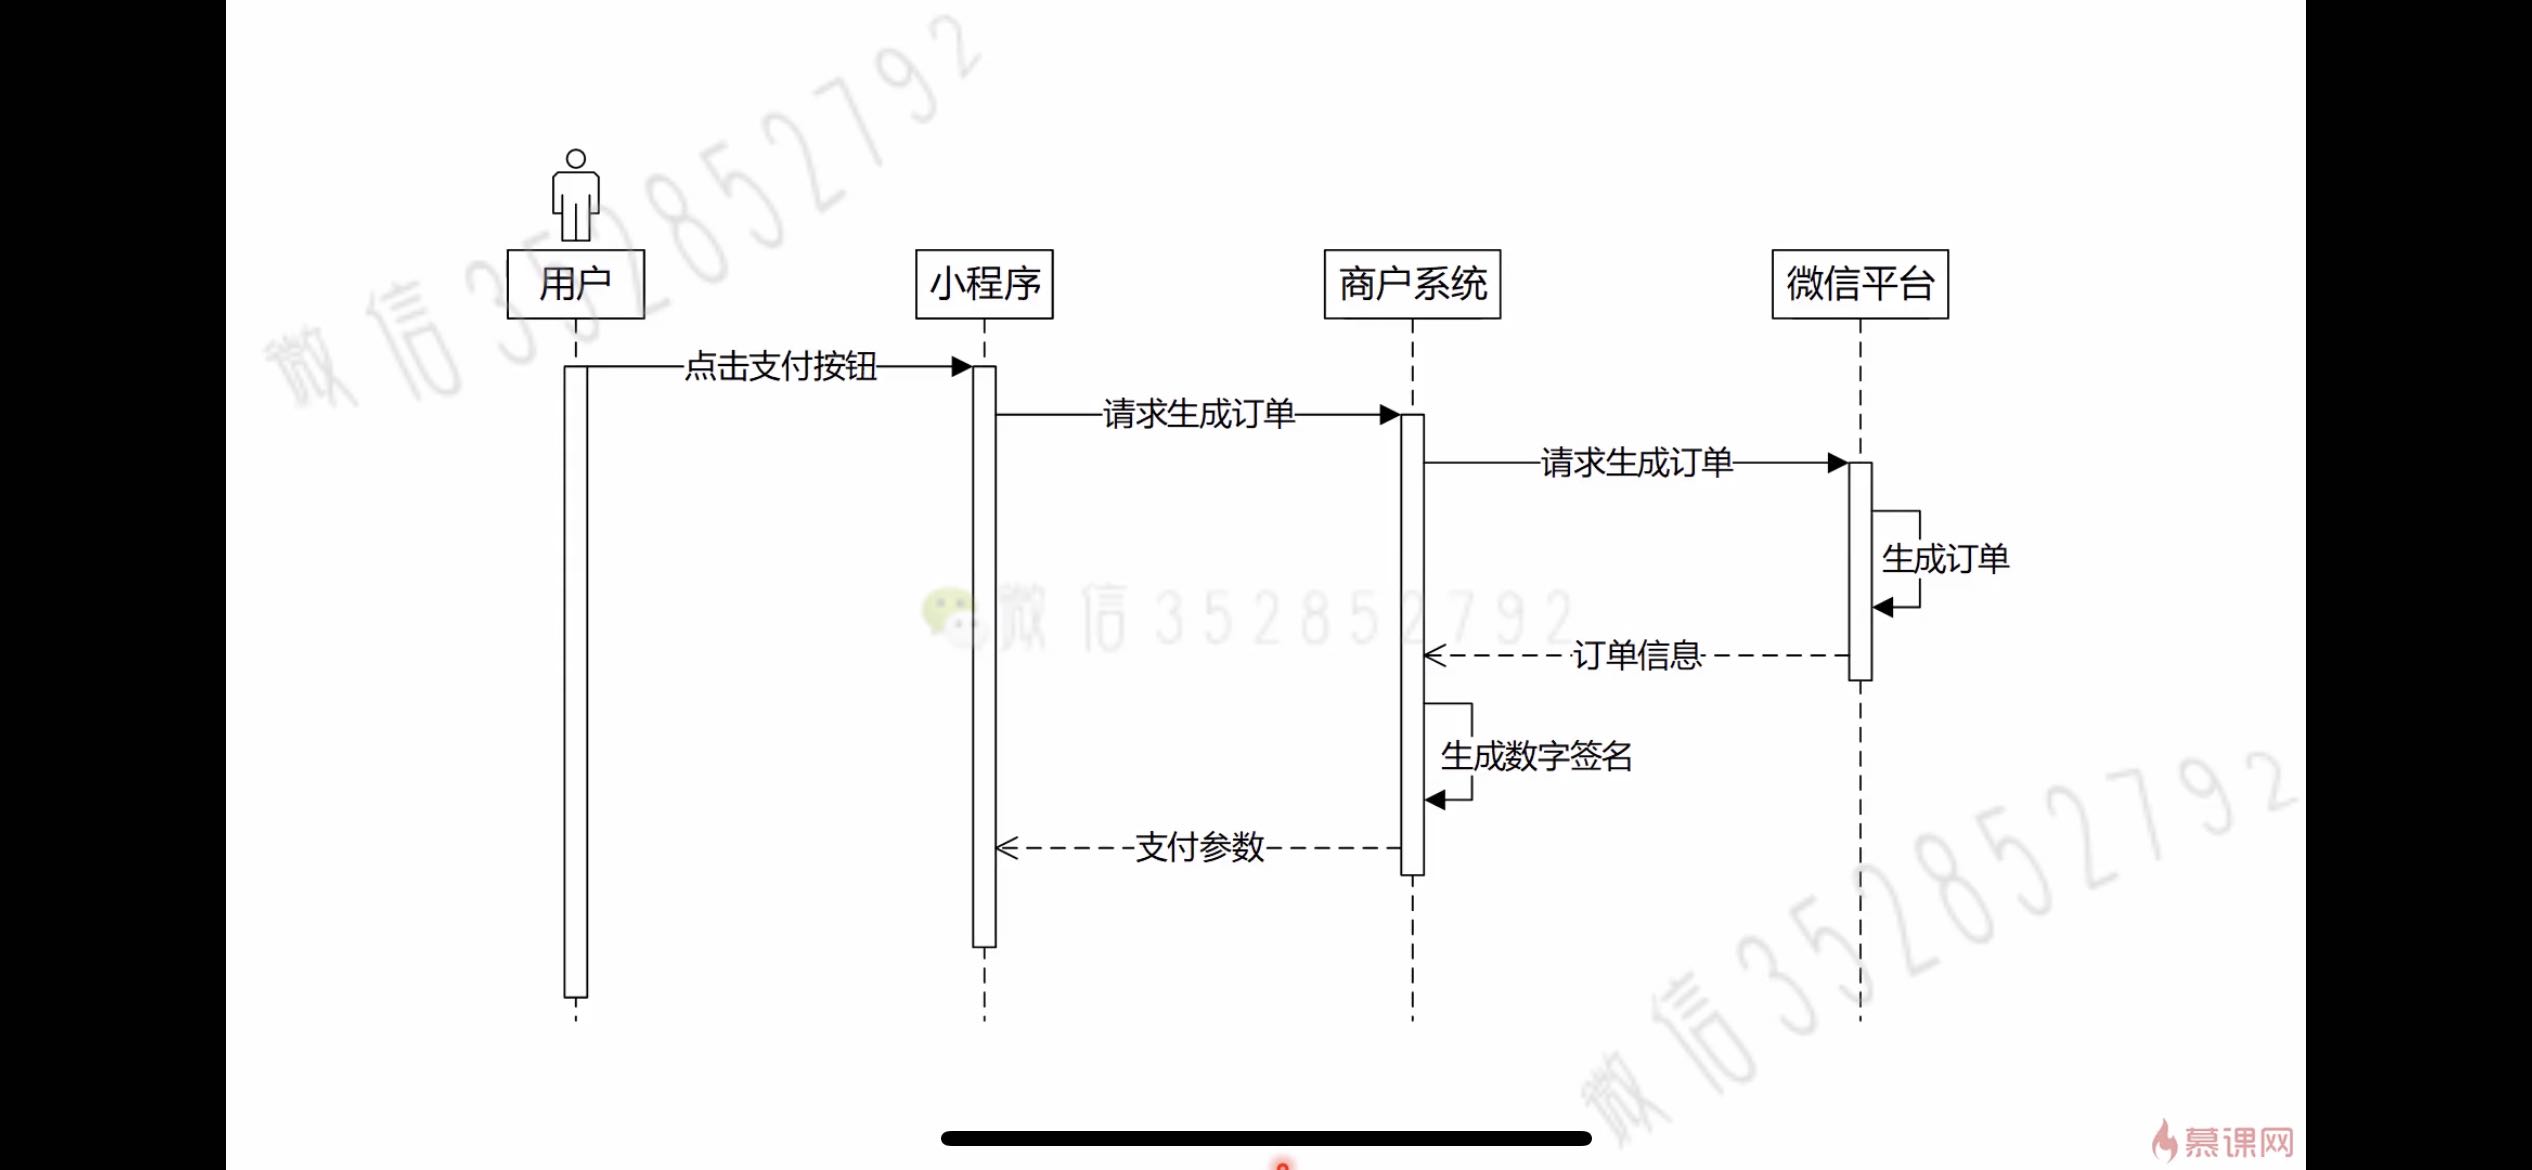 微信352852792
用户
小程序
商户系统
微信平台
点击支付按钮
请求生成订单
请求生成订单
生成订单
微信352852792
订单信息
生成数字签名
支付参数
微信352852792
慕课网